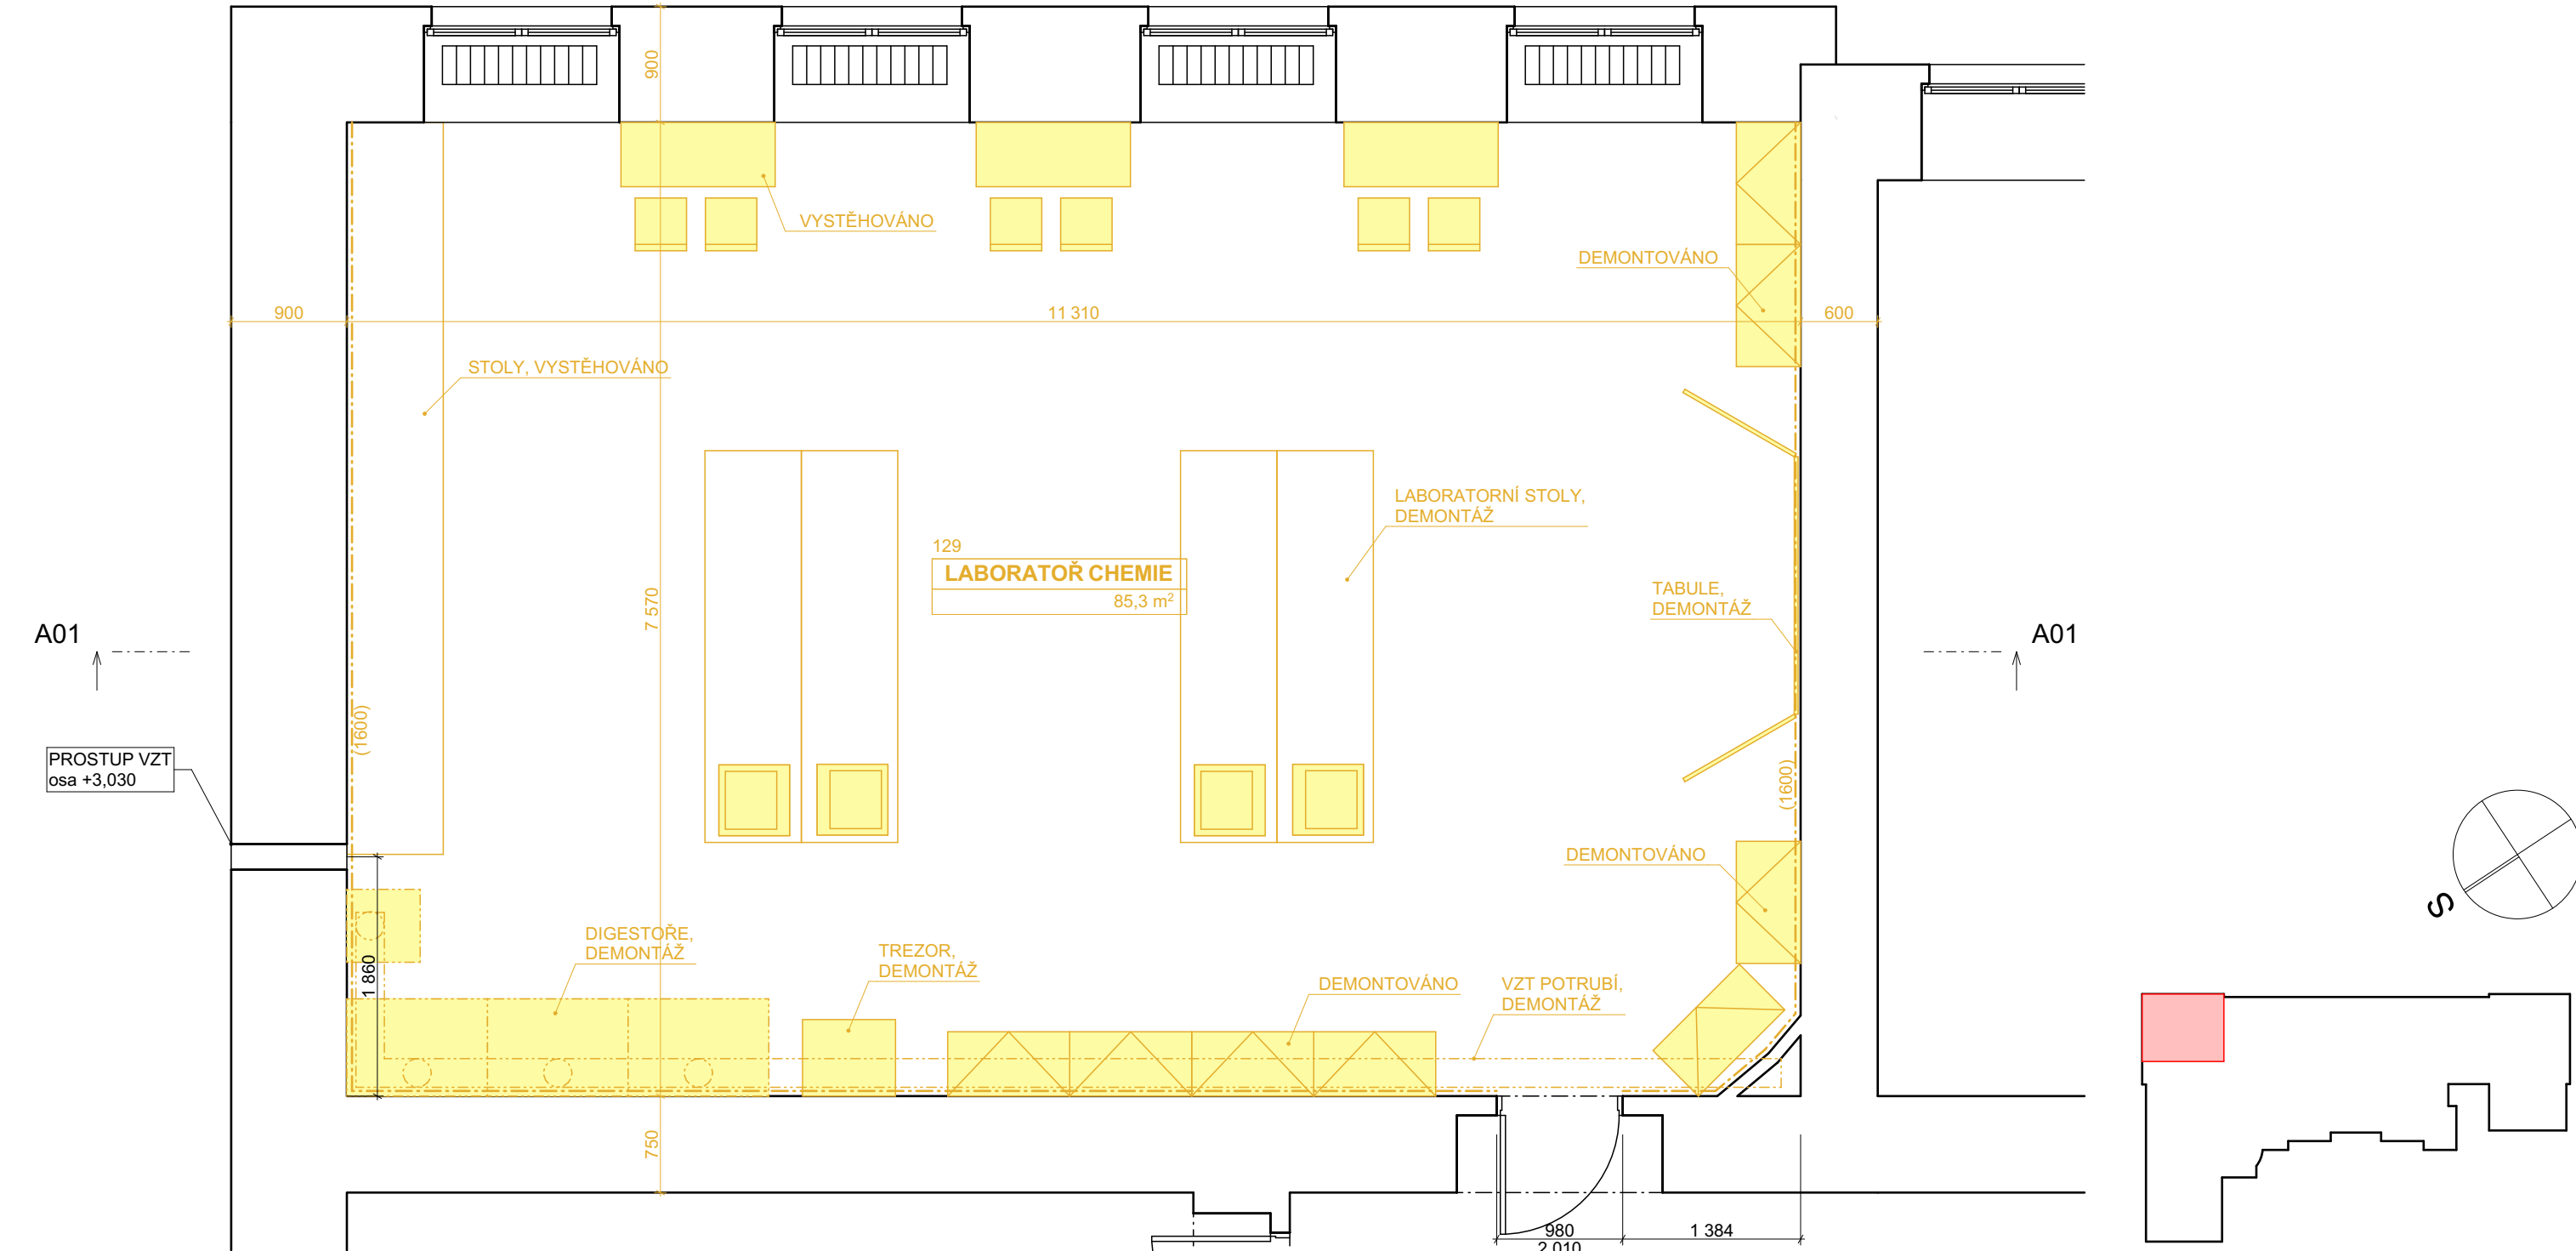 900
VYSTĚHOVÁNO
DEMONTOVÁNO
900
11 310
600
STOLY, VYSTĚHOVÁNO
LABORATORNÍ STOLY,
DEMONTÁŽ
129
LABORATOŘ CHEMIE
85,3 m²
7 570
TABULE,
DEMONTÁŽ
A01
A01
(1600)
PROSTUP VZT
osa +3,030
(1600)
DEMONTOVÁNO
S
DIGESTOŘE,
DEMONTÁŽ
TREZOR,
DEMONTÁŽ
1 860
DEMONTOVÁNO
VZT POTRUBÍ,
DEMONTÁŽ
750
980
2 010
1 384